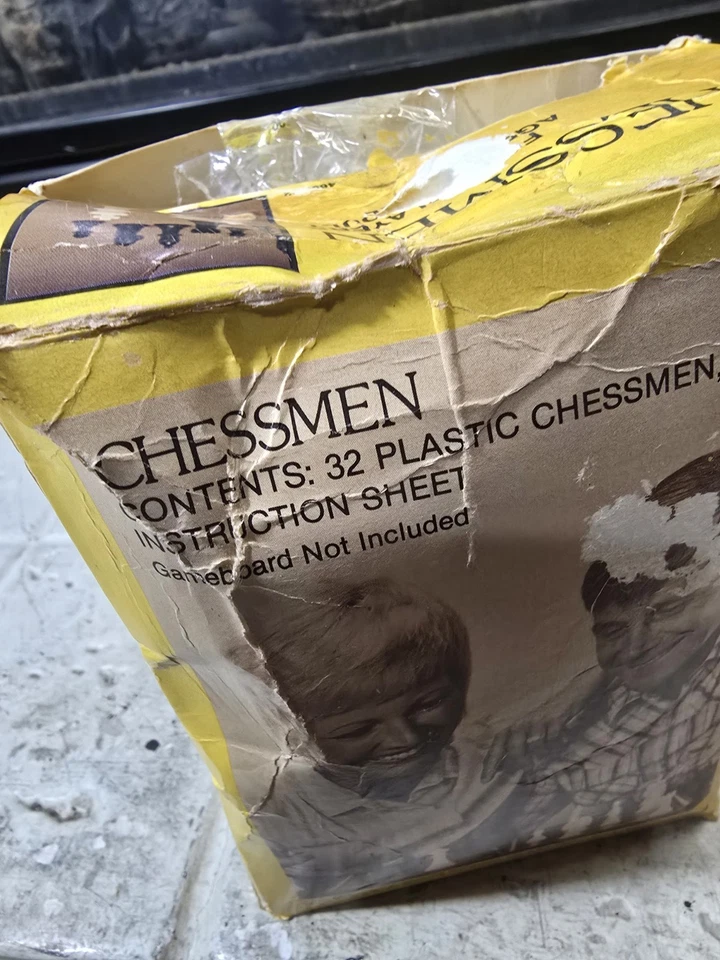 CHESSMEN
CONTENTS: 32 PLASTIC CHESSMEN,
INSTRUCTION SHEET
Gameboard Not Included